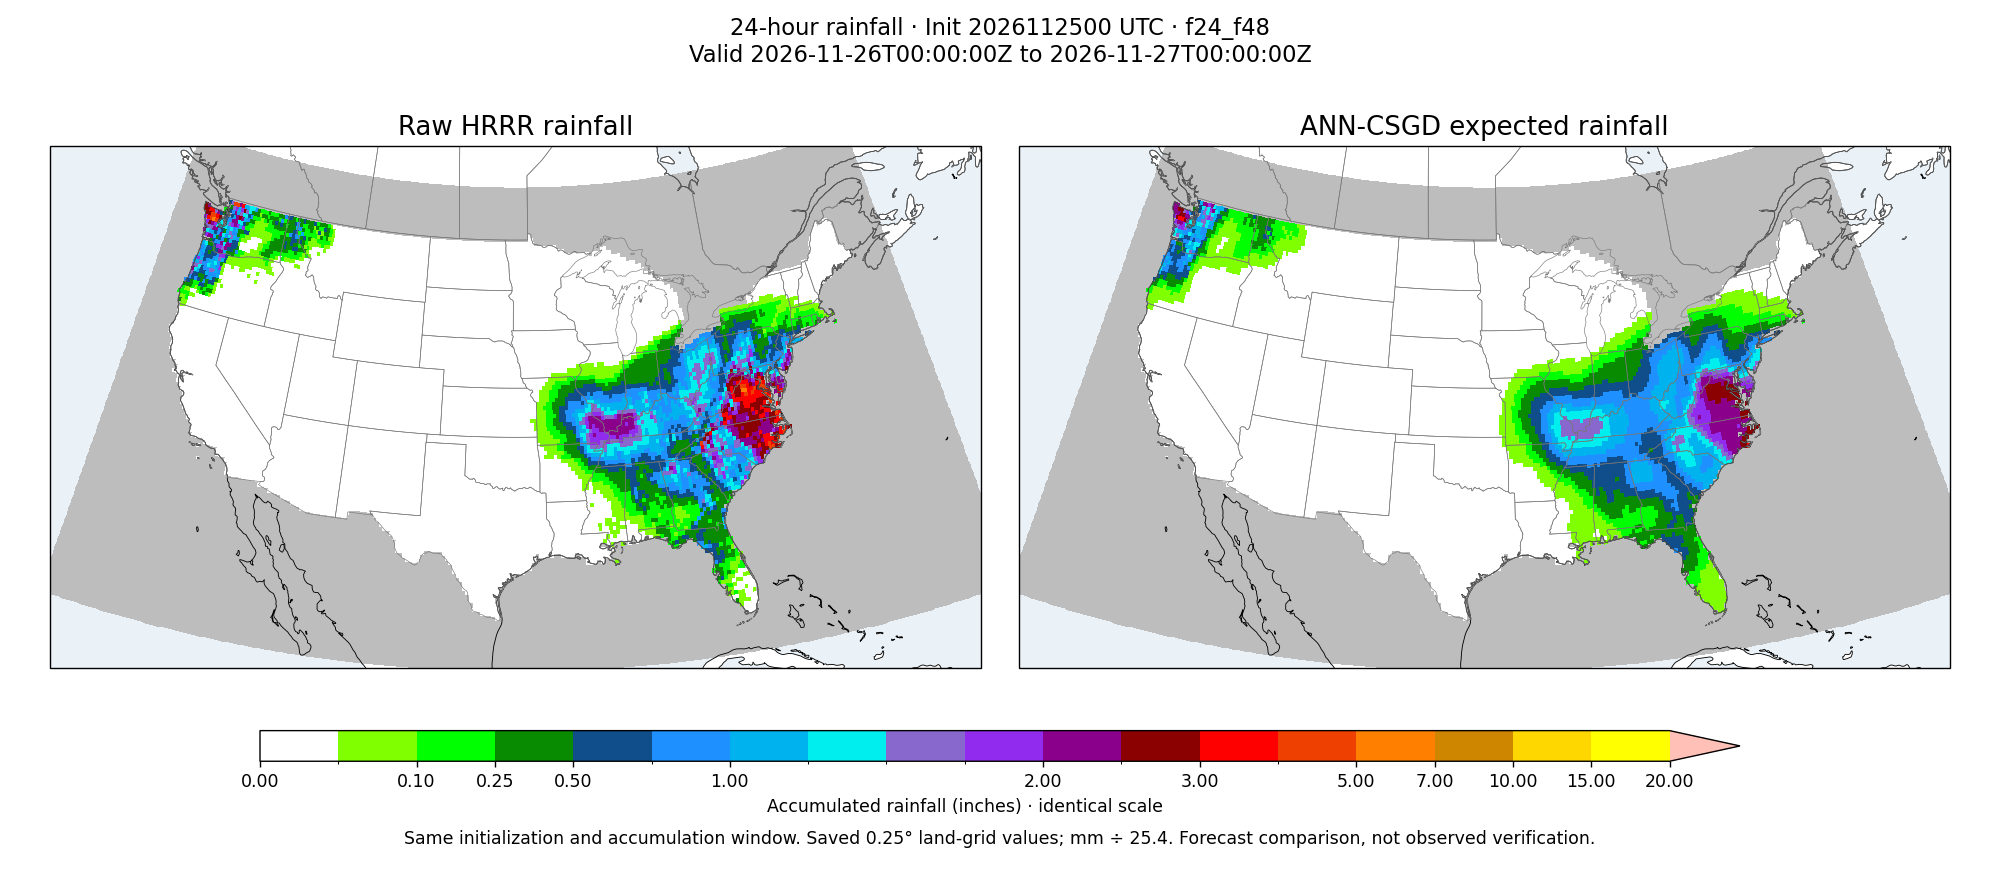 24-hour rainfall · Init 2026112500 UTC · f24_f48
Valid 2026-11-26T00:00:00Z to 2026-11-27T00:00:00Z
Raw HRRR rainfall
ANN-CSGD expected rainfall
0.00 0.10 0.25 0.50 1.00 2.00 3.00 5.00 7.00 10.00 15.00 20.00
Accumulated rainfall (inches) · identical scale
Same initialization and accumulation window. Saved 0.25° land-grid values; mm ÷ 25.4. Forecast comparison, not observed verification.